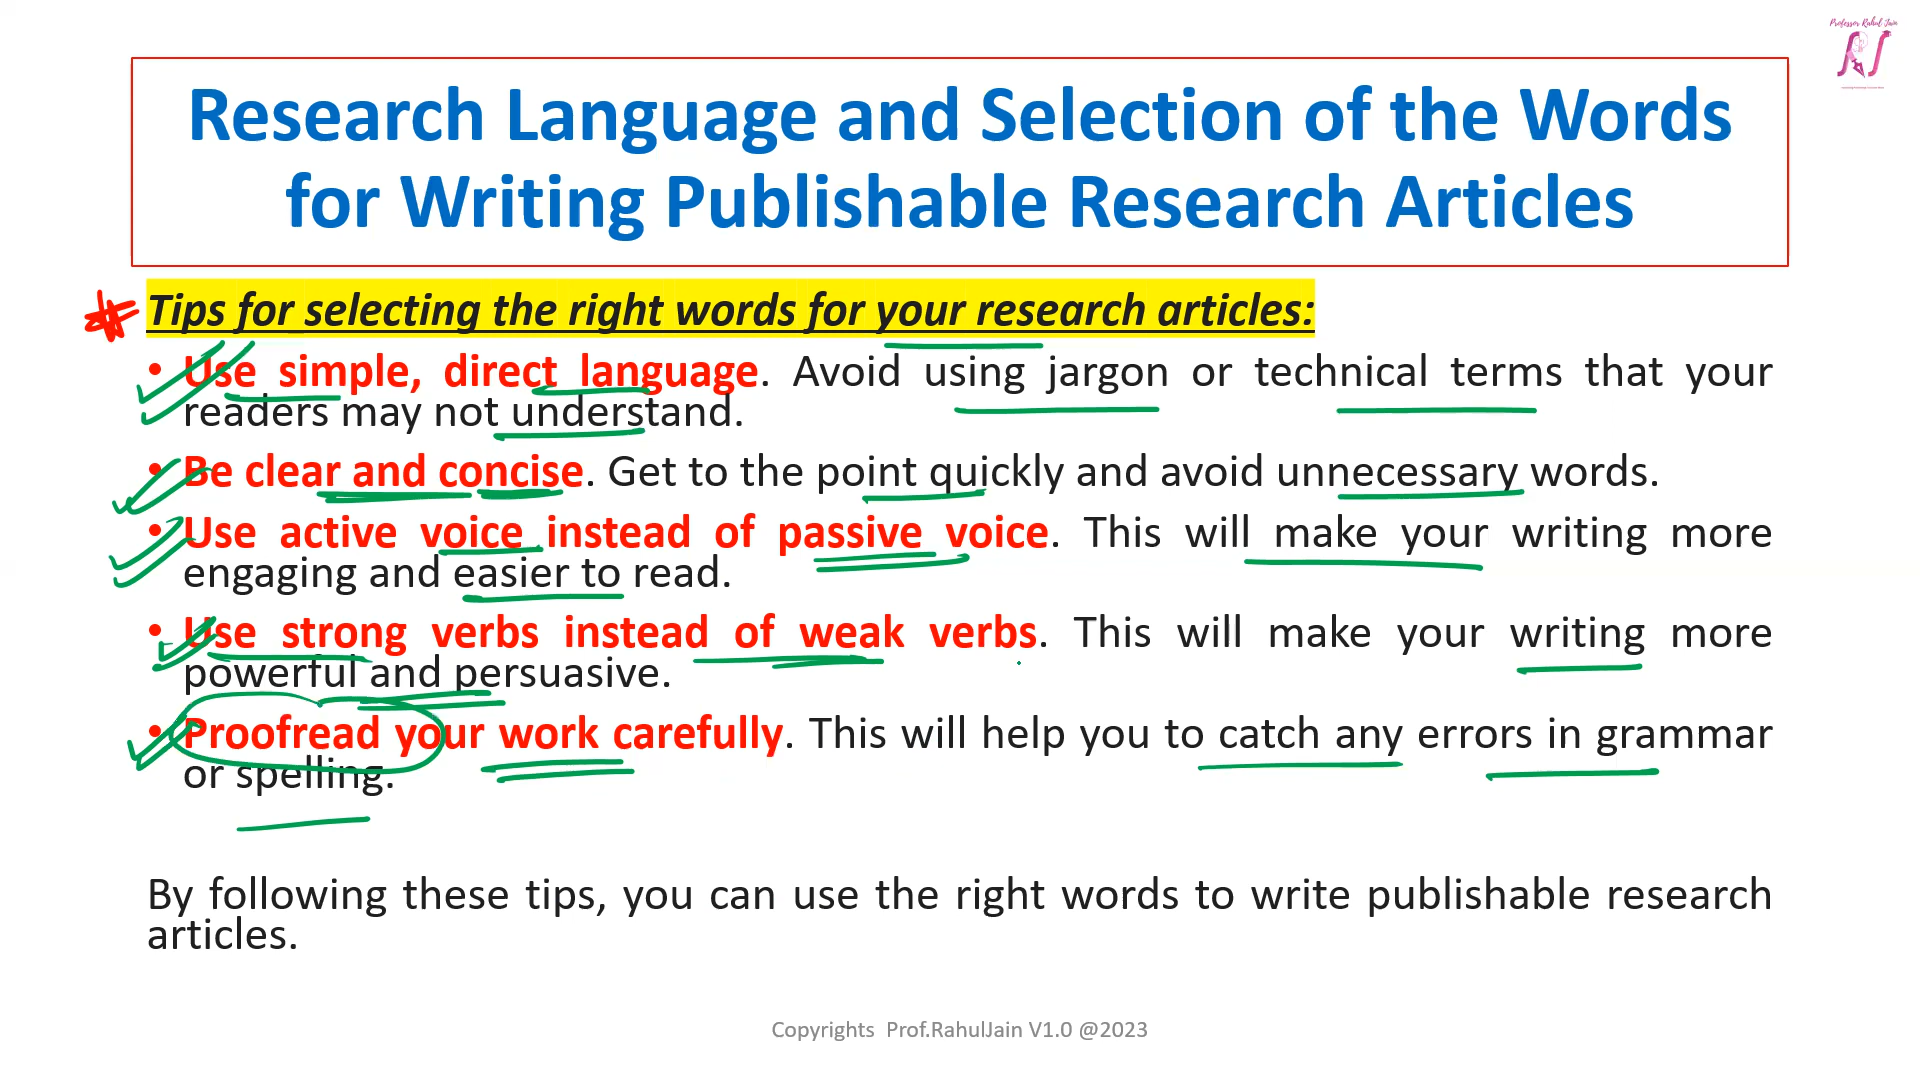 Professor Rahul Jain
Research Language and Selection of the Words
for Writing Publishable Research Articles
Tips for selecting the right words for your research articles:
• Use simple, direct language. Avoid using jargon or technical terms that your
readers may not understand.
• Be clear and concise. Get to the point quickly and avoid unnecessary words.
• Use active voice instead of passive voice. This will make your writing more
engaging and easier to read.
• Use strong verbs instead of weak verbs. This will make your writing more
powerful and persuasive.
• Proofread your work carefully. This will help you to catch any errors in grammar
or spelling.
By following these tips, you can use the right words to write publishable research
articles.
Copyrights Prof.RahulJain V1.0 @2023